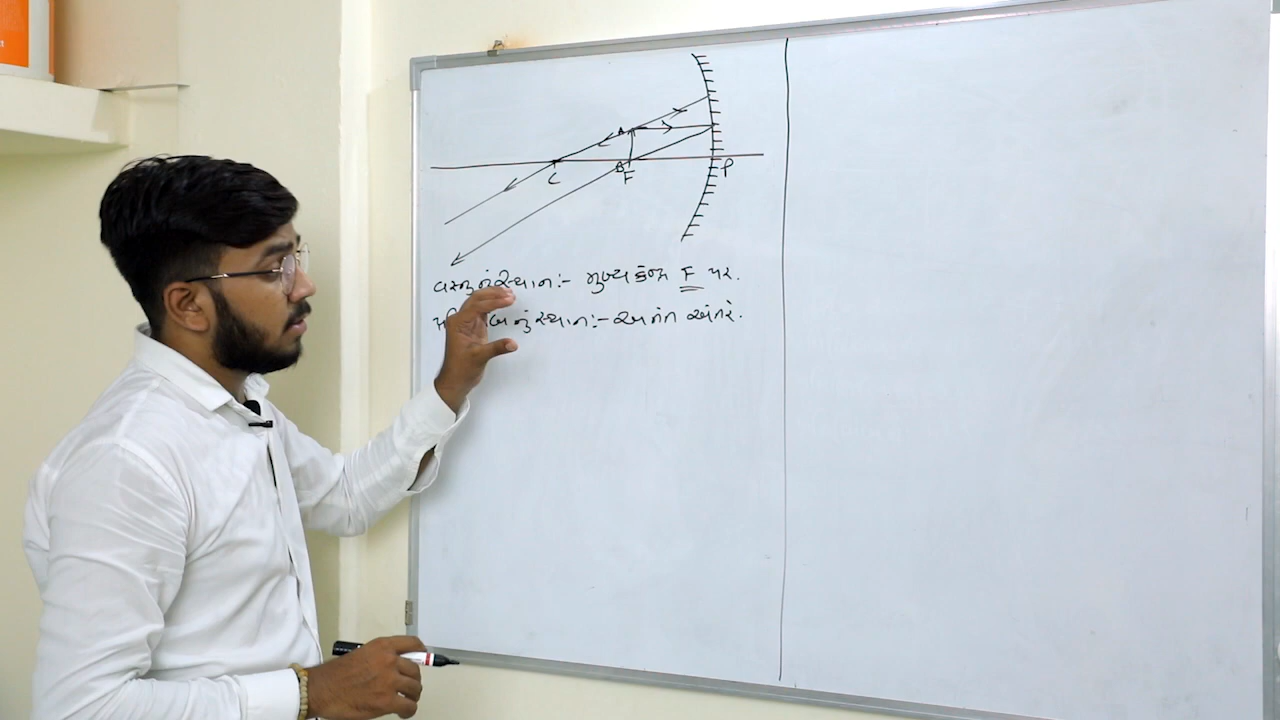 A
C
B
F
P
વસ્તુનું સ્થાન :- મુખ્ય કેન્દ્ર F પર.
સ્થાન :- અનંત અંતરે.